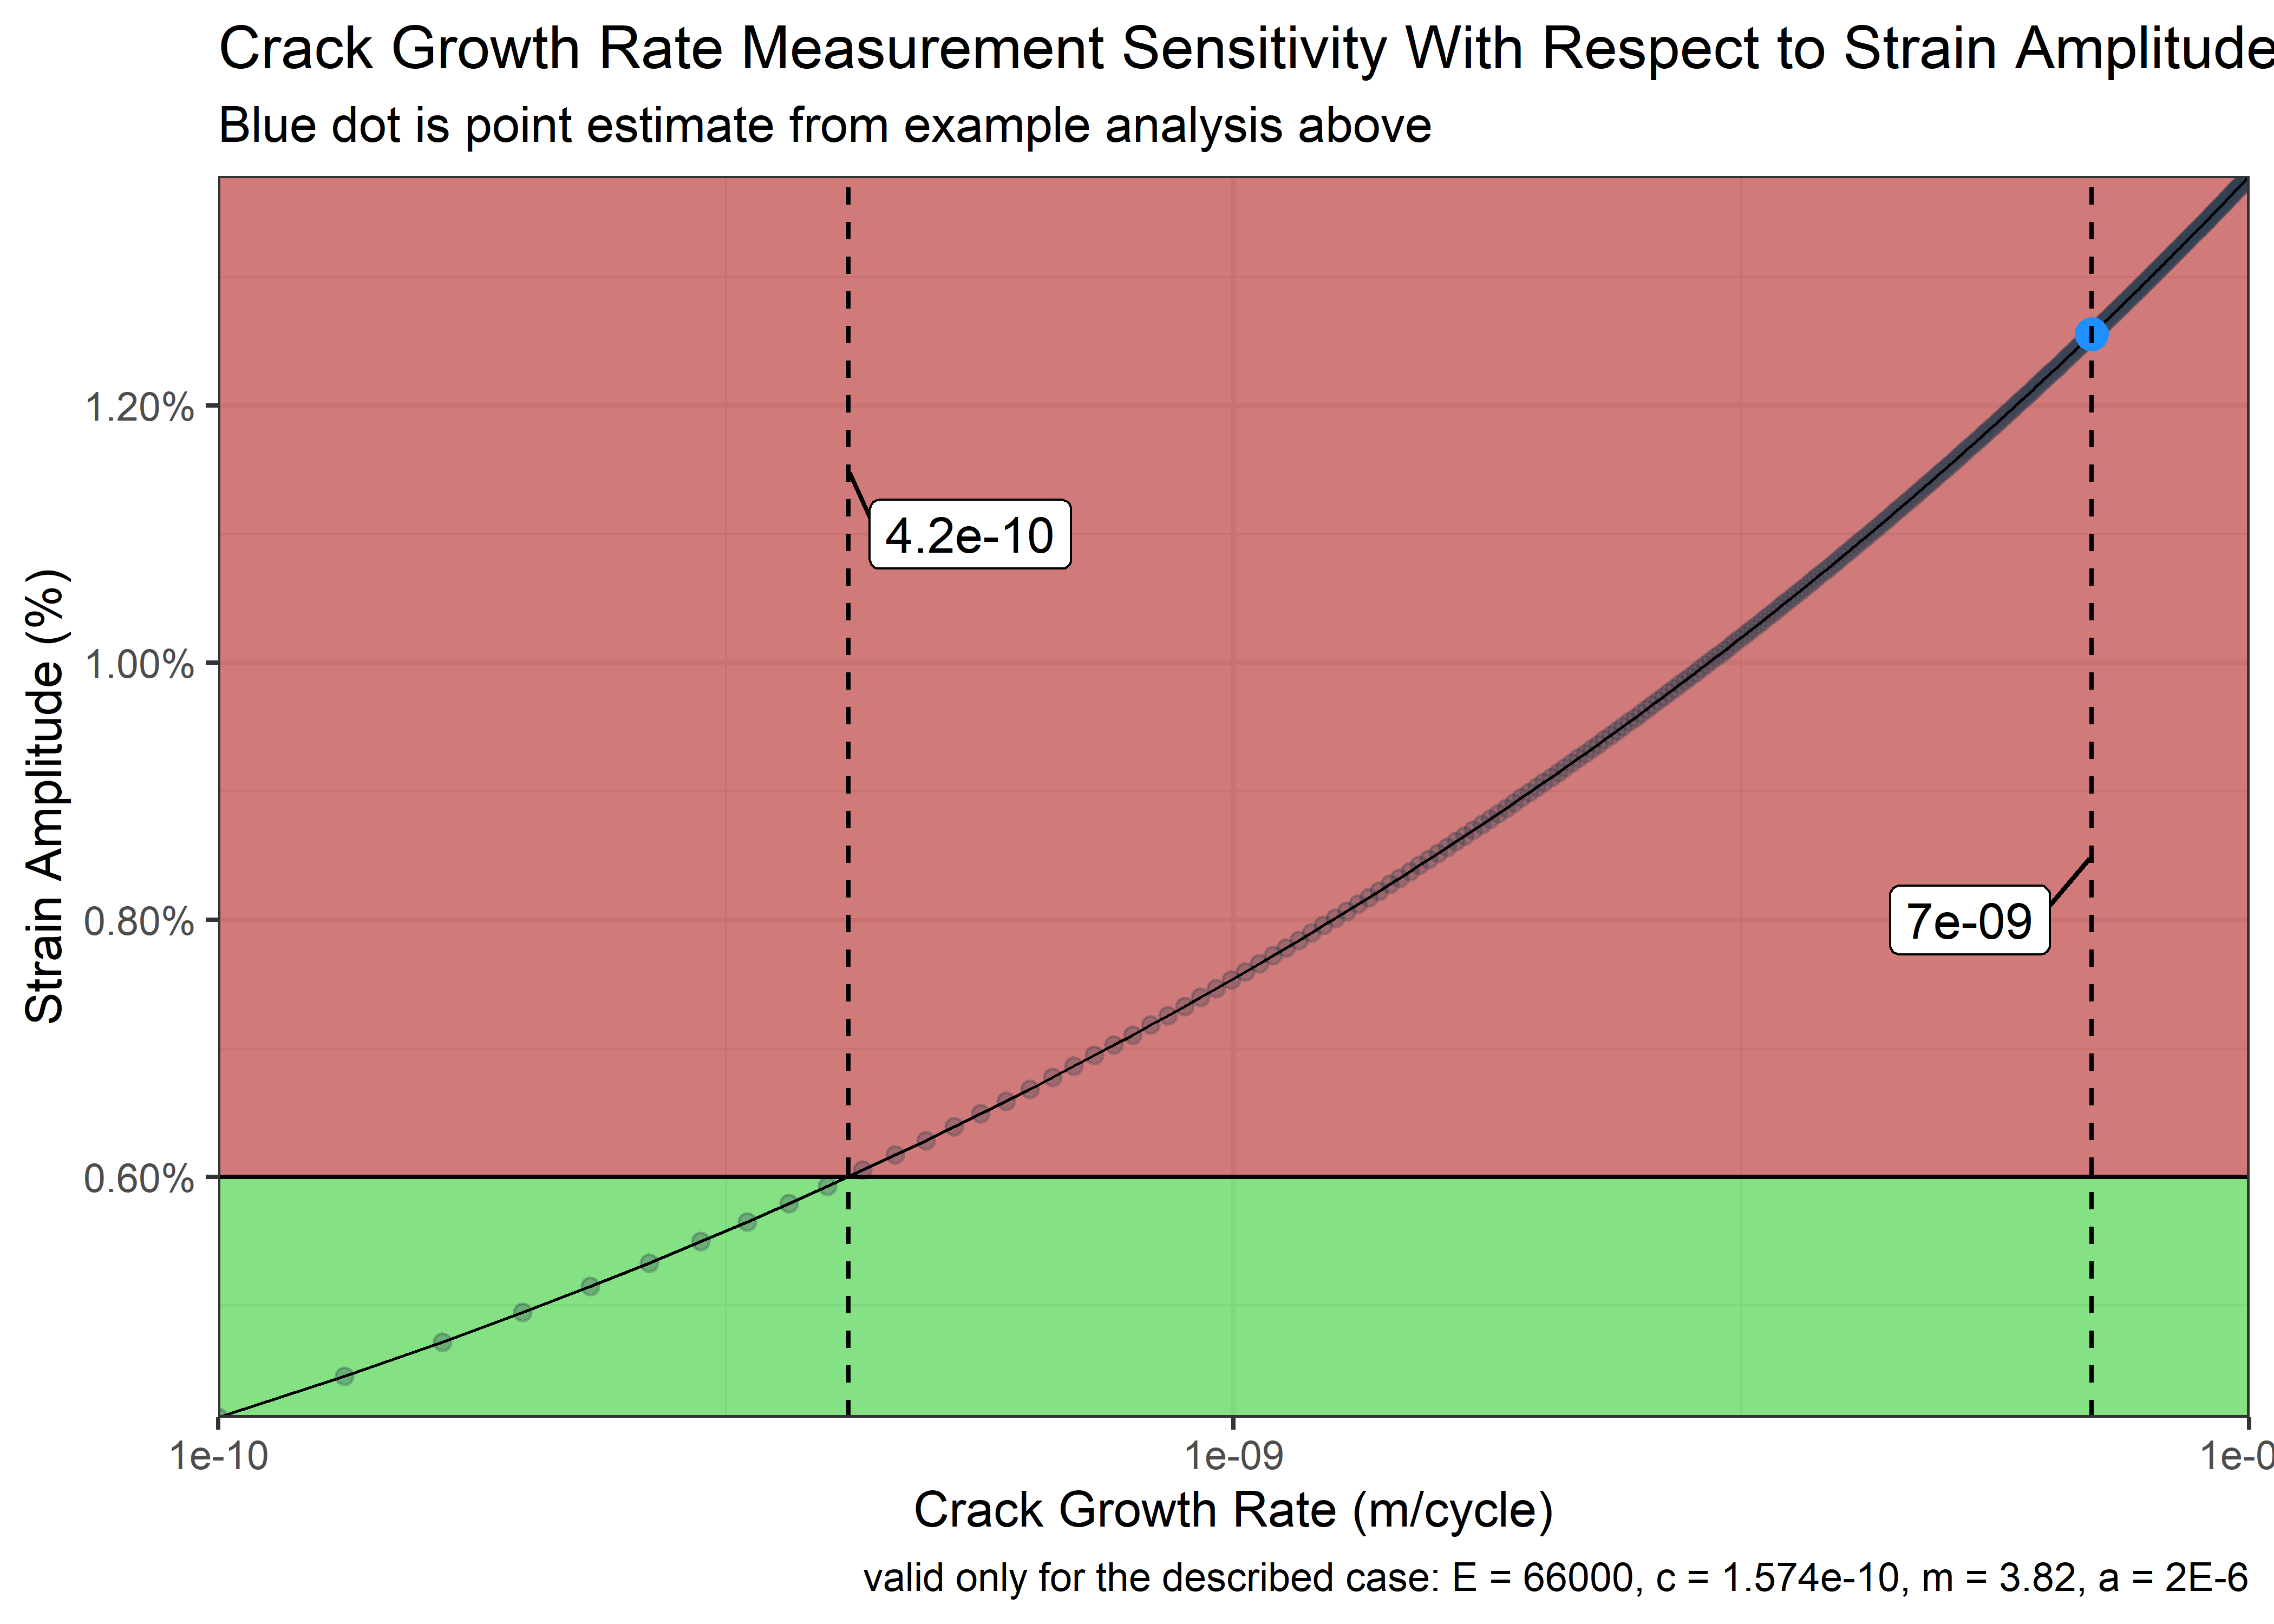 Crack Growth Rate Measurement Sensitivity With Respect to Strain Amplitude
Blue dot is point estimate from example analysis above
Strain Amplitude (%)
1.20%
1.00%
0.80%
0.60%
4.2e-10
7e-09
1e-10
1e-09
1e-0
Crack Growth Rate (m/cycle)
valid only for the described case: E = 66000, c = 1.574e-10, m = 3.82, a = 2E-6